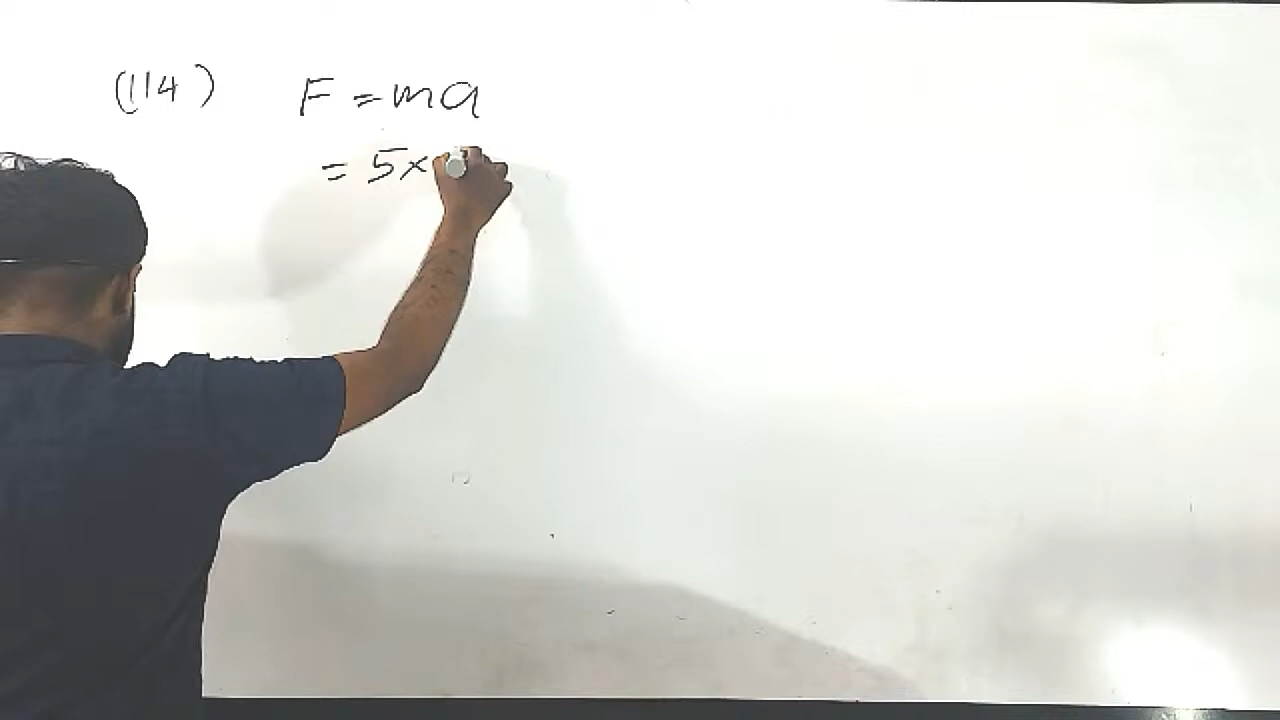 (114) F = ma
= 5×